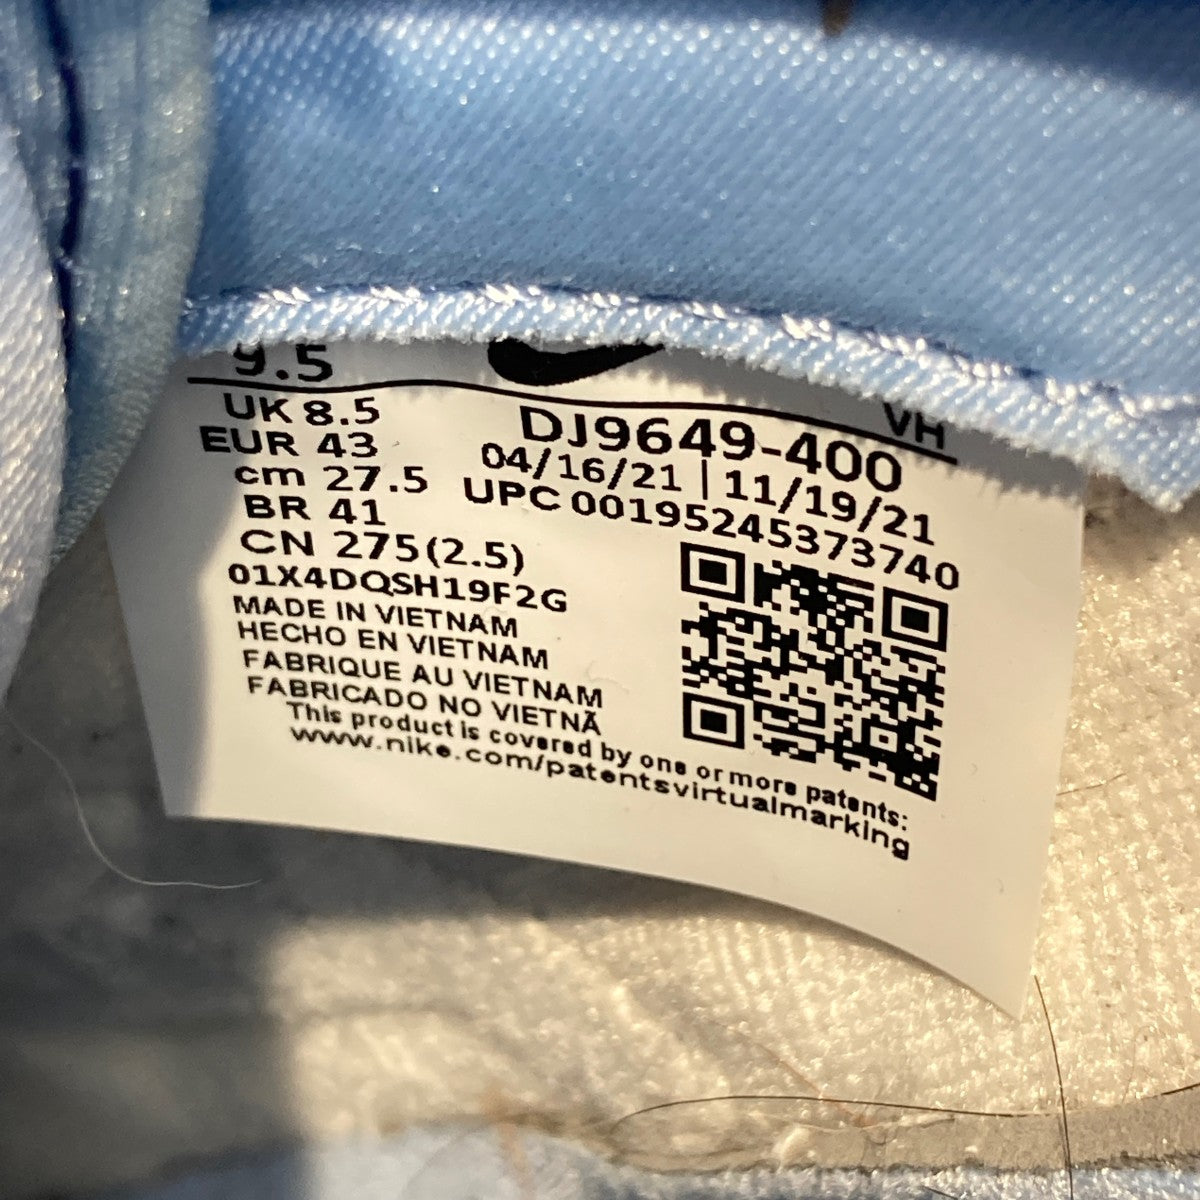 9.5
VH
UK 8.5
EUR 43
cm 27.5
BR 41
CN 275(2.5)
DJ9649-400
04/16/21 | 11/19/21
UPC 00195245373740
01X4DQSH19F2G
MADE IN VIETNAM
HECHO EN VIETNAM
FABRIQUE AU VIETNAM
FABRICADO NO VIETNÃ
This product is covered by one or more patents:
www.nike.com/patentsvirtualmarking